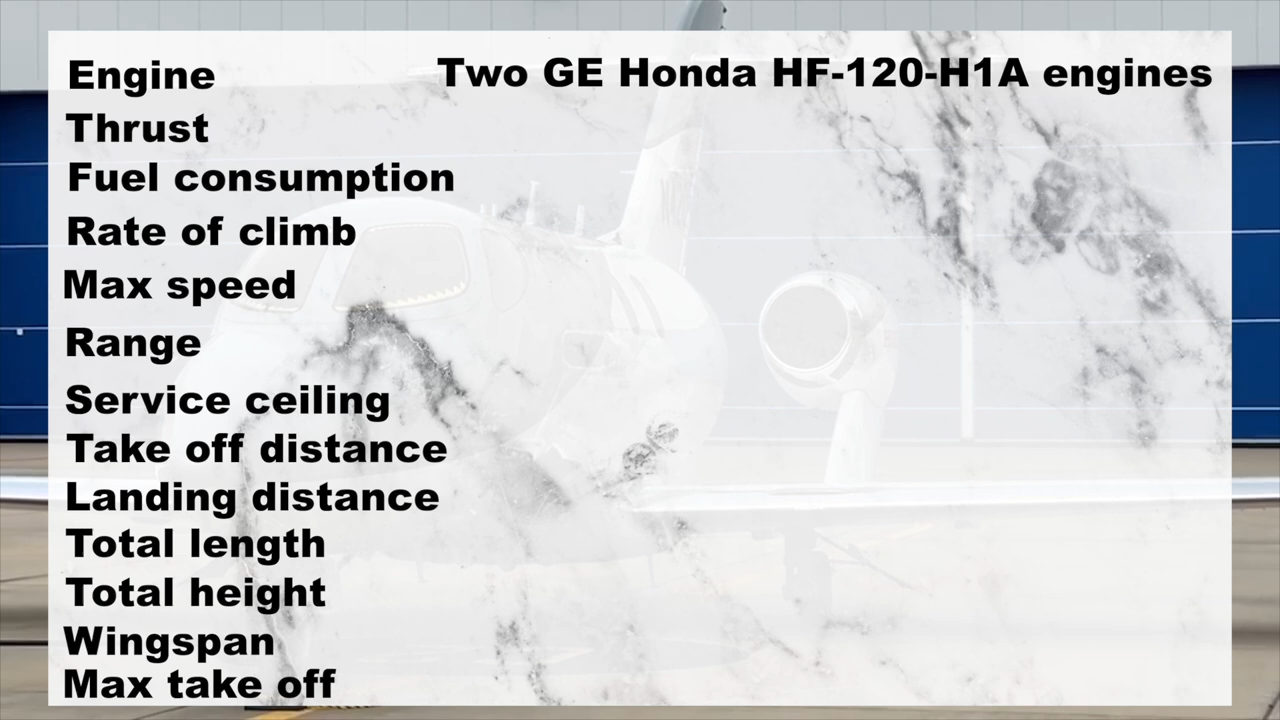 Engine Two GE Honda HF-120-H1A engines
Thrust
Fuel consumption
Rate of climb
Max speed
Range
Service ceiling
Take off distance
Landing distance
Total length
Total height
Wingspan
Max take off